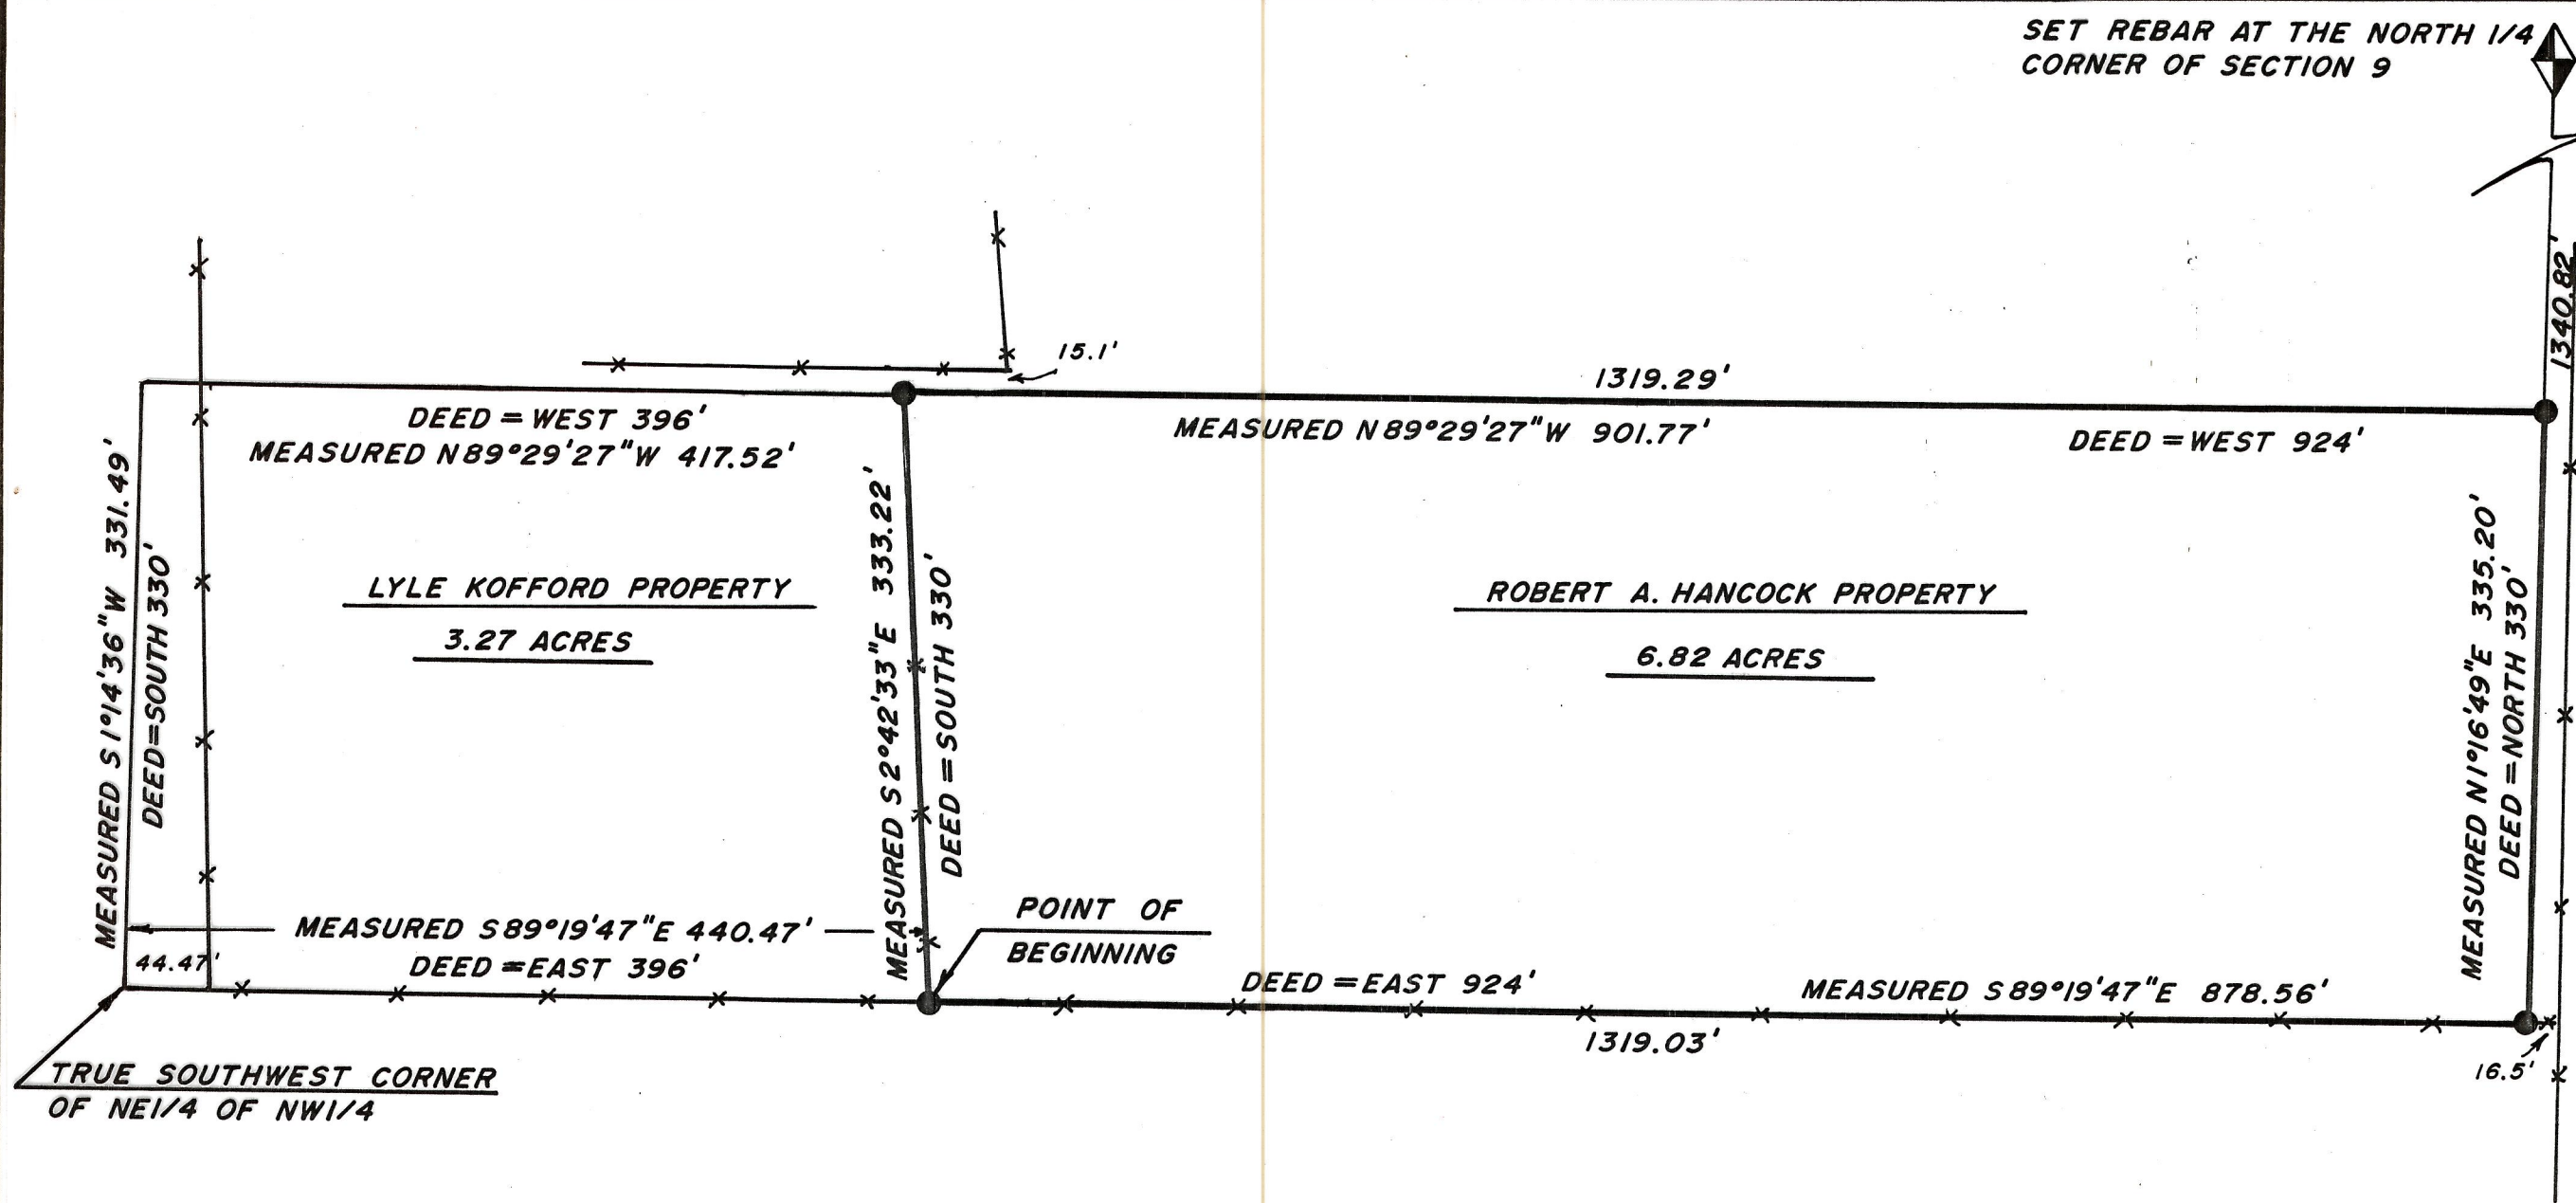 SET REBAR AT THE NORTH 1/4
CORNER OF SECTION 9
1340.82'
15.1'
1319.29'
DEED = WEST 396'
MEASURED N89°29'27"W 417.52'
MEASURED N89°29'27"W 901.77'
DEED = WEST 924'
MEASURED S1°14'36"W 331.49'
DEED=SOUTH 330'
LYLE KOFFORD PROPERTY
3.27 ACRES
MEASURED S2°42'33"E 333.22'
DEED = SOUTH 330'
ROBERT A. HANCOCK PROPERTY
6.82 ACRES
MEASURED N1°16'49"E 335.20'
DEED = NORTH 330'
MEASURED S89°19'47"E 440.47'
44.47'
DEED = EAST 396'
POINT OF
BEGINNING
DEED = EAST 924'
MEASURED S89°19'47"E 878.56'
1319.03'
16.5'
TRUE SOUTHWEST CORNER
OF NE1/4 OF NW1/4